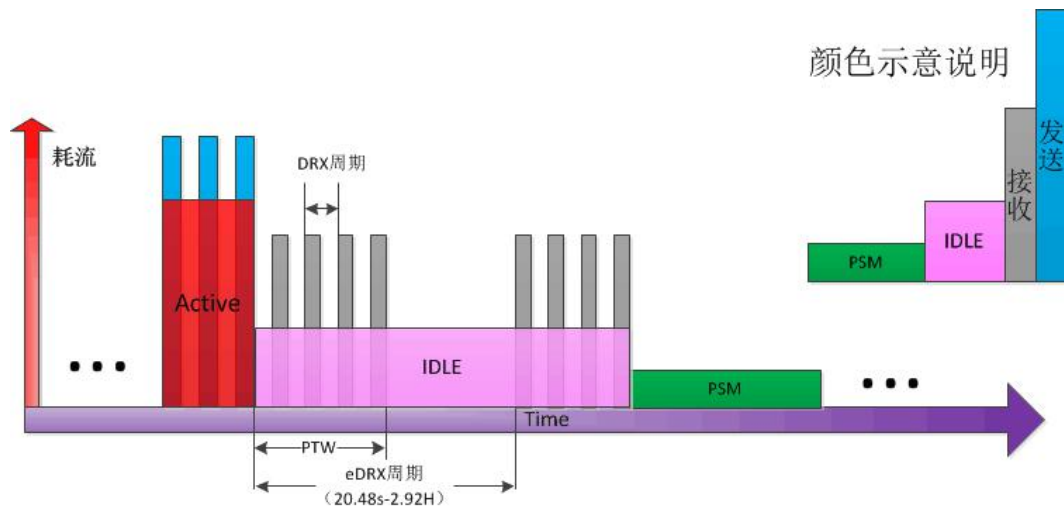 颜色示意说明
耗流
DRX周期
发送
接收
IDLE
PSM
Active
IDLE
PSM
Time
PTW
eDRX周期
（20.48s-2.92H）